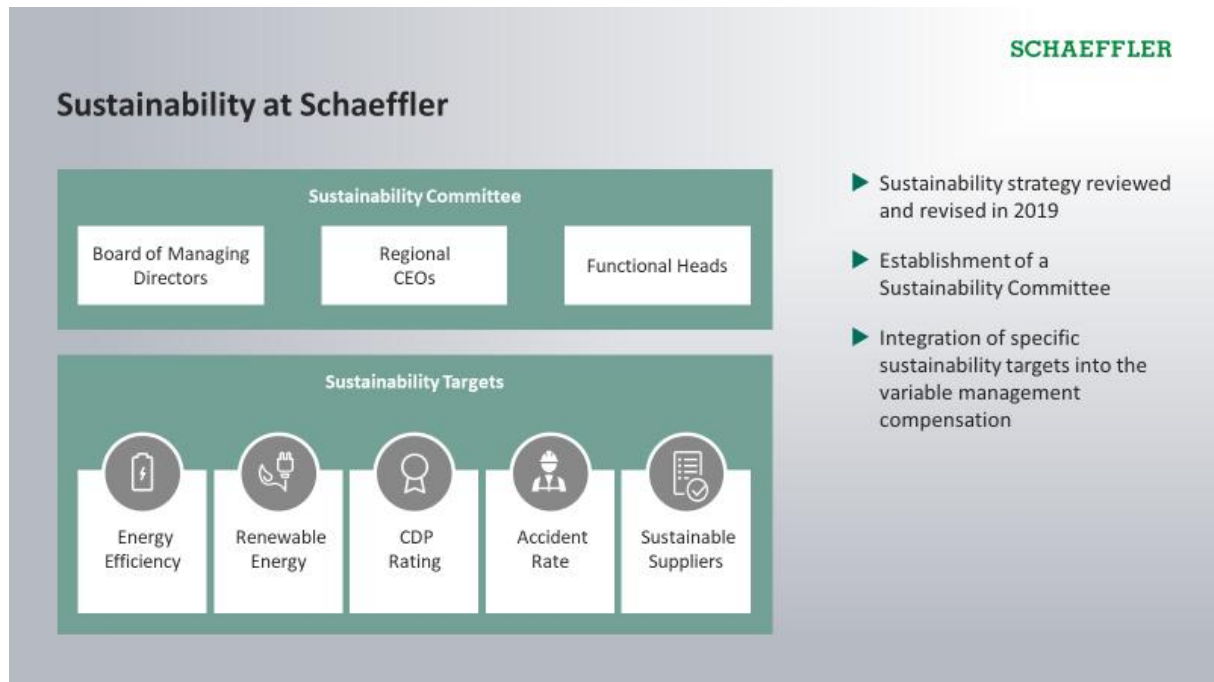 SCHAEFFLER
Sustainability at Schaeffler
Sustainability Committee
Board of Managing
Directors
Regional
CEOs
Functional Heads
Sustainability Targets
Energy
Efficiency
Renewable
Energy
CDP
Rating
Accident
Rate
Sustainable
Suppliers
Sustainability strategy reviewed
and revised in 2019
Establishment of a
Sustainability Committee
Integration of specific
sustainability targets into the
variable management
compensation